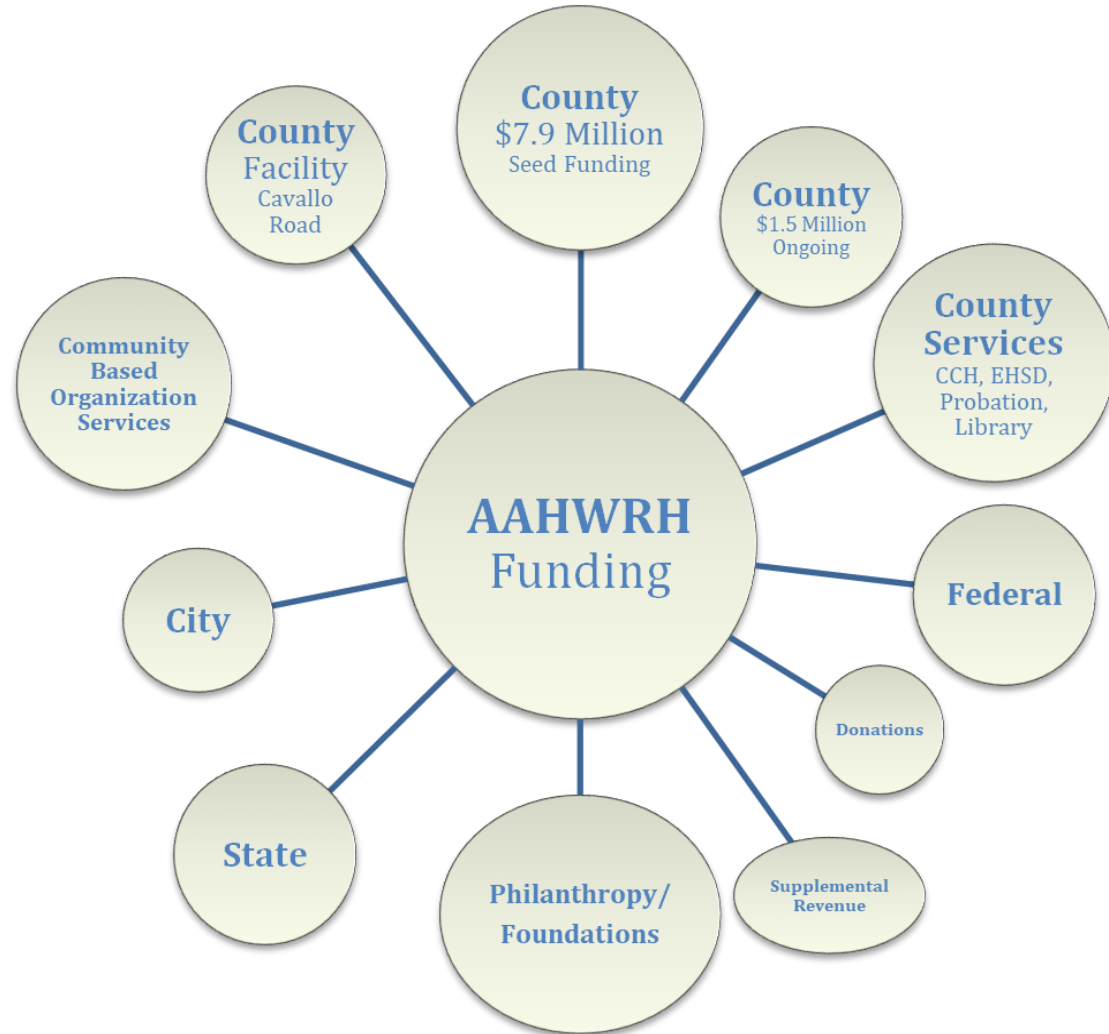 County
$7.9 Million
Seed Funding
County
Facility
Cavallo
Road
County
$1.5 Million
Ongoing
County
Services
CCH, EHSD,
Probation,
Library
Community
Based
Organization
Services
AAHWRH
Funding
Federal
City
Donations
State
Philanthropy/
Foundations
Supplemental
Revenue